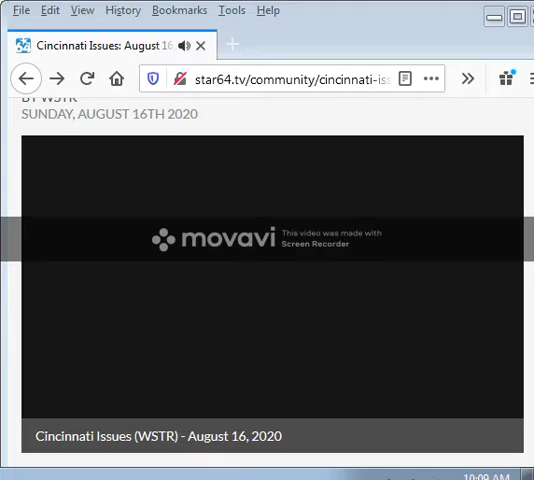 File Edit View History Bookmarks Tools Help
Cincinnati Issues: August 16
star64.tv/community/cincinnati-iss
BY WSTR
SUNDAY, AUGUST 16TH 2020
movavi
This video was made with
Screen Recorder
Cincinnati Issues (WSTR) - August 16, 2020
10:09 AM